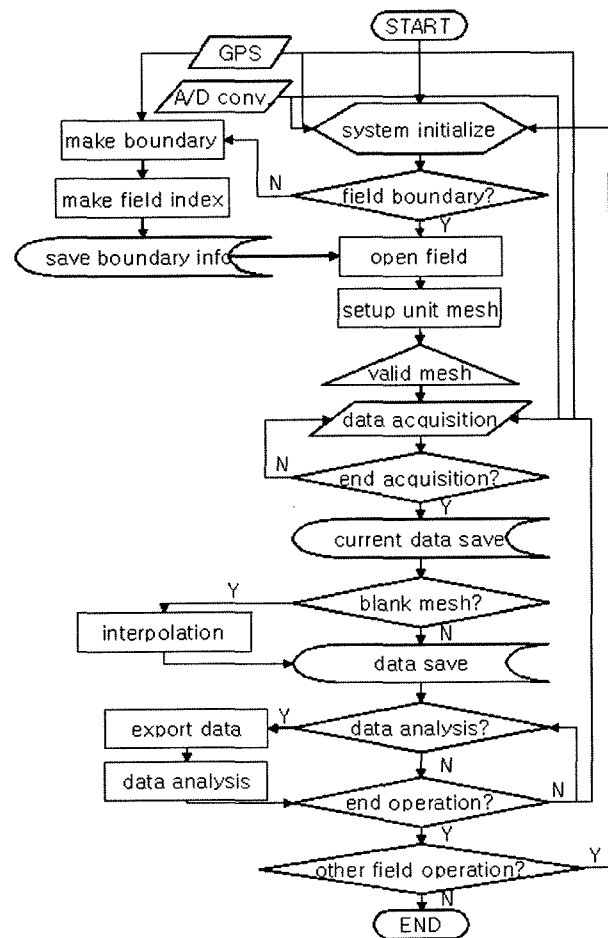 START
GPS
A/D conv.
system initialize
make boundary
N
field boundary?
make field index
Y
save boundary info
open field
setup unit mesh
valid mesh
data acquisition
N
end acquisition?
Y
current data save
Y
blank mesh?
interpolation
N
data save
export data
Y
data analysis?
data analysis
N
end operation?
N
Y
other field operation?
Y
N
END